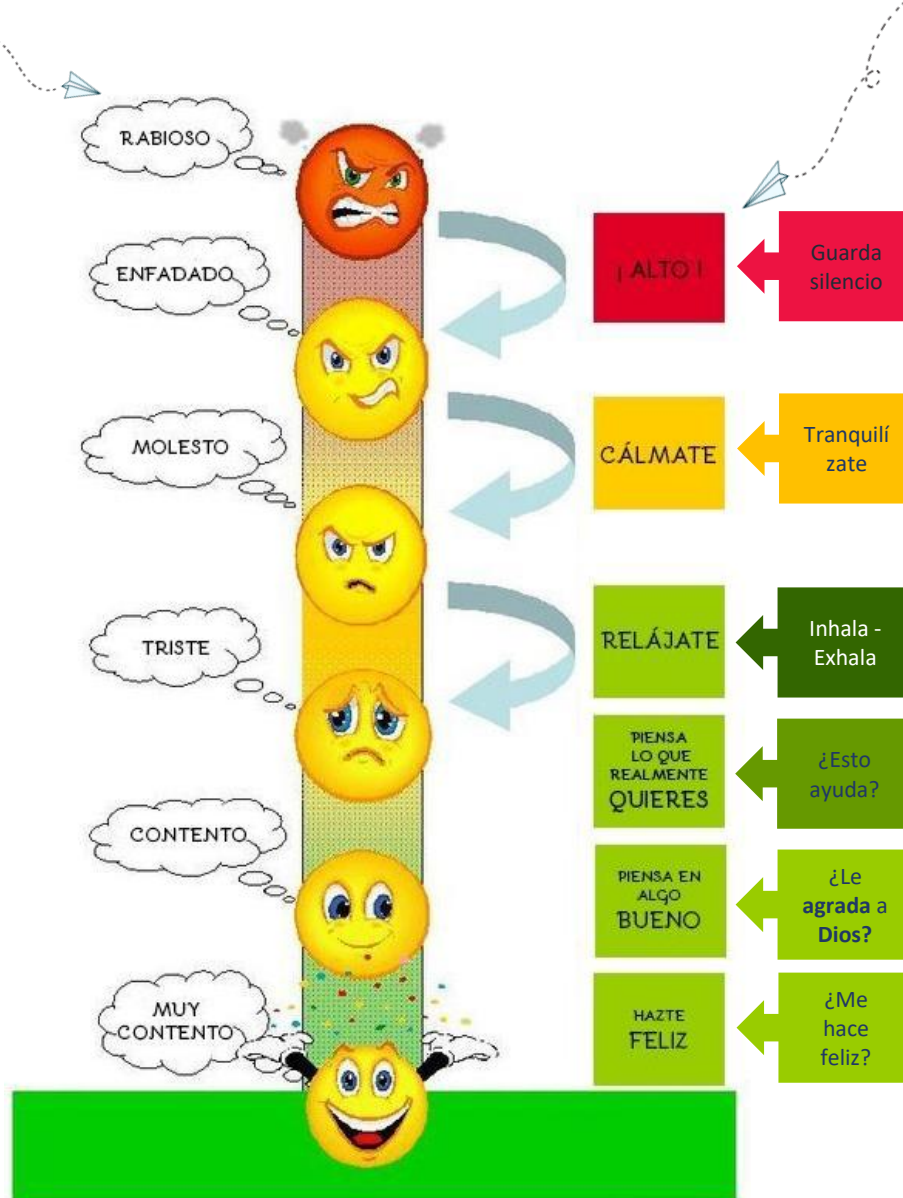 RABIOSO
ENFADADO
MOLESTO
TRISTE
CONTENTO
MUY
CONTENTO
¡ ALTO !
Guarda
silencio
CÁLMATE
Tranquilí
zate
RELÁJATE
Inhala -
Exhala
PIENSA
LO QUE
REALMENTE
QUIERES
¿Esto
ayuda?
PIENSA EN
ALGO
BUENO
¿Le
agrada a
Dios?
HAZTE
FELIZ
¿Me
hace
feliz?